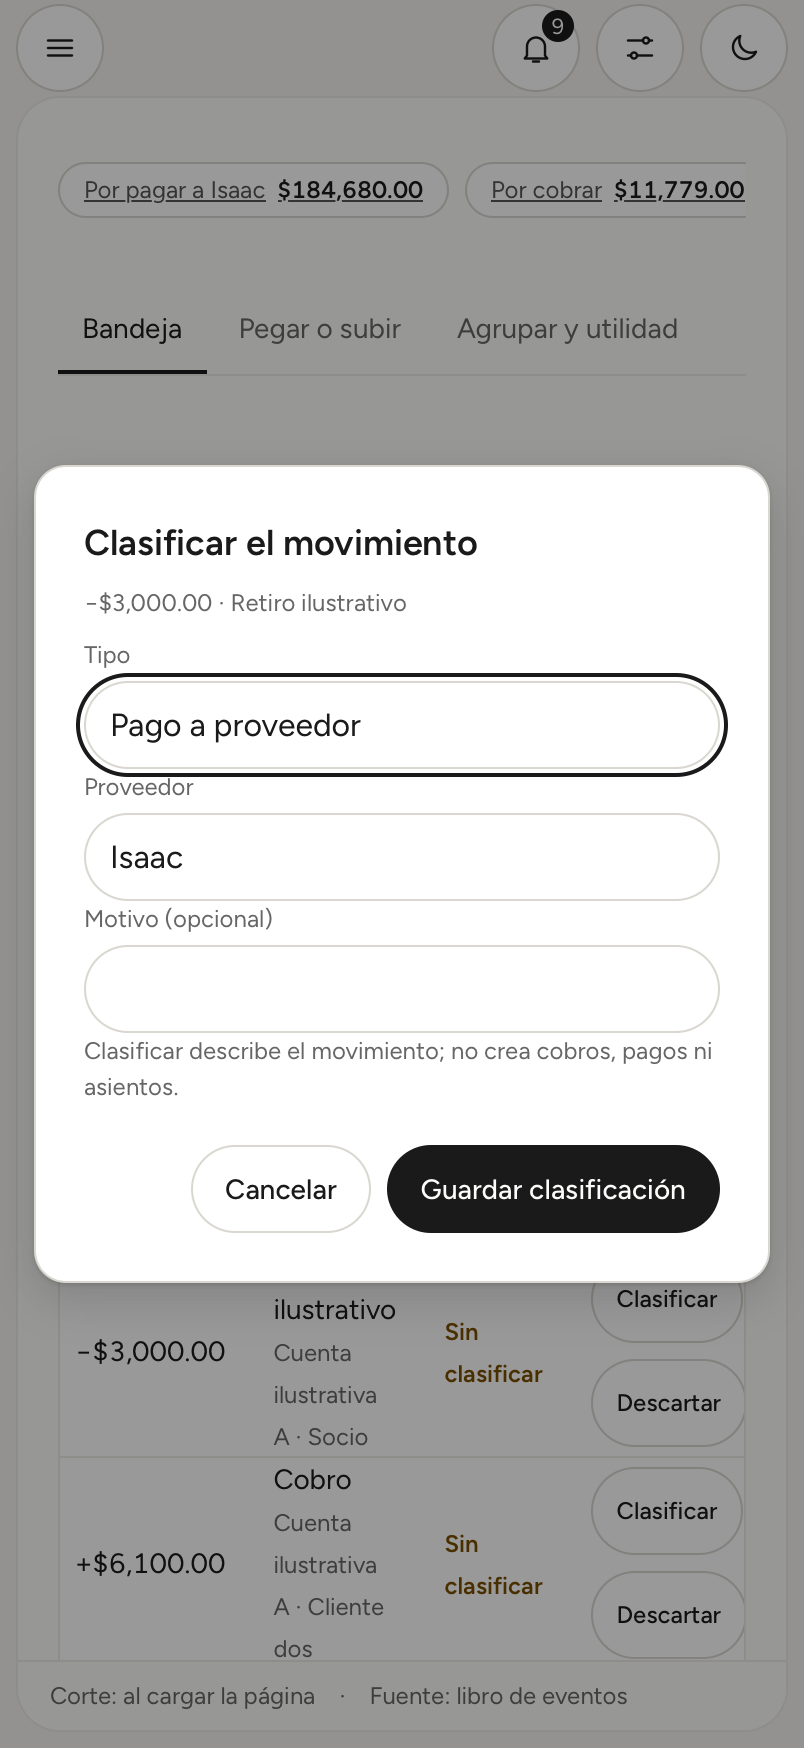 9
Por pagar a Isaac $184,680.00 Por cobrar $11,779.00
Bandeja Pegar o subir Agrupar y utilidad
Clasificar el movimiento
−$3,000.00 · Retiro ilustrativo
Tipo
Pago a proveedor
Proveedor
Isaac
Motivo (opcional)
Clasificar describe el movimiento; no crea cobros, pagos ni
asientos.
Cancelar Guardar clasificación
−$3,000.00
ilustrativo
Cuenta
ilustrativa
A · Socio
Sin
clasificar
Clasificar
Descartar
+$6,100.00
Cobro
Cuenta
ilustrativa
A · Cliente
dos
Sin
clasificar
Clasificar
Descartar
Corte: al cargar la página · Fuente: libro de eventos